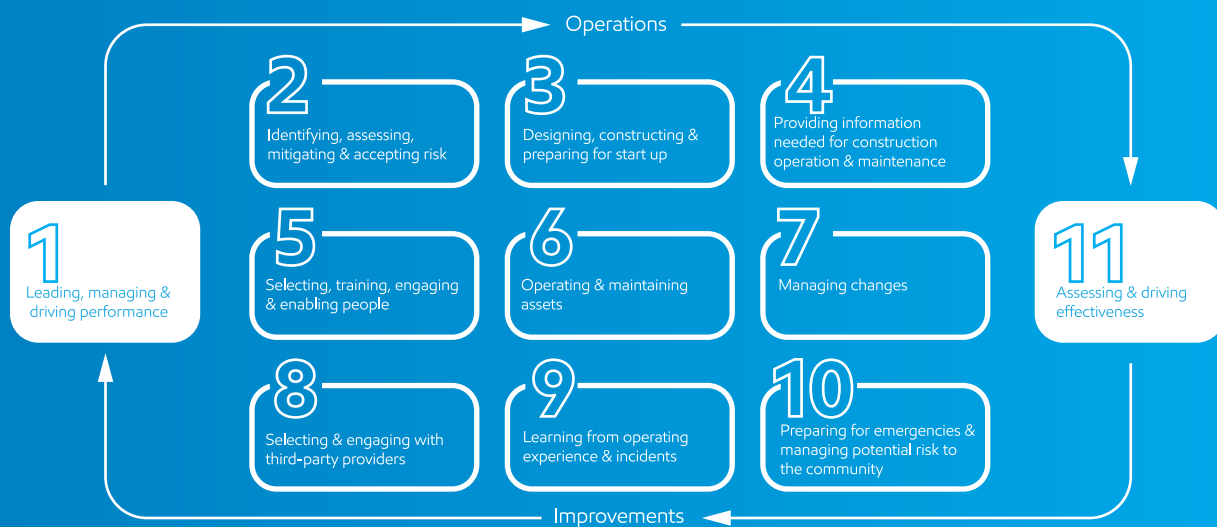 Operations
2
Identifying, assessing,
mitigating & accepting risk
3
Designing, constructing &
preparing for start up
4
Providing information
needed for construction
operation & maintenance
1
Leading, managing &
driving performance
5
Selecting, training, engaging
& enabling people
6
Operating & maintaining
assets
7
Managing changes
11
Assessing & driving
effectiveness
8
Selecting & engaging with
third-party providers
9
Learning from operating
experience & incidents
10
Preparing for emergencies &
managing potential risk to
the community
Improvements